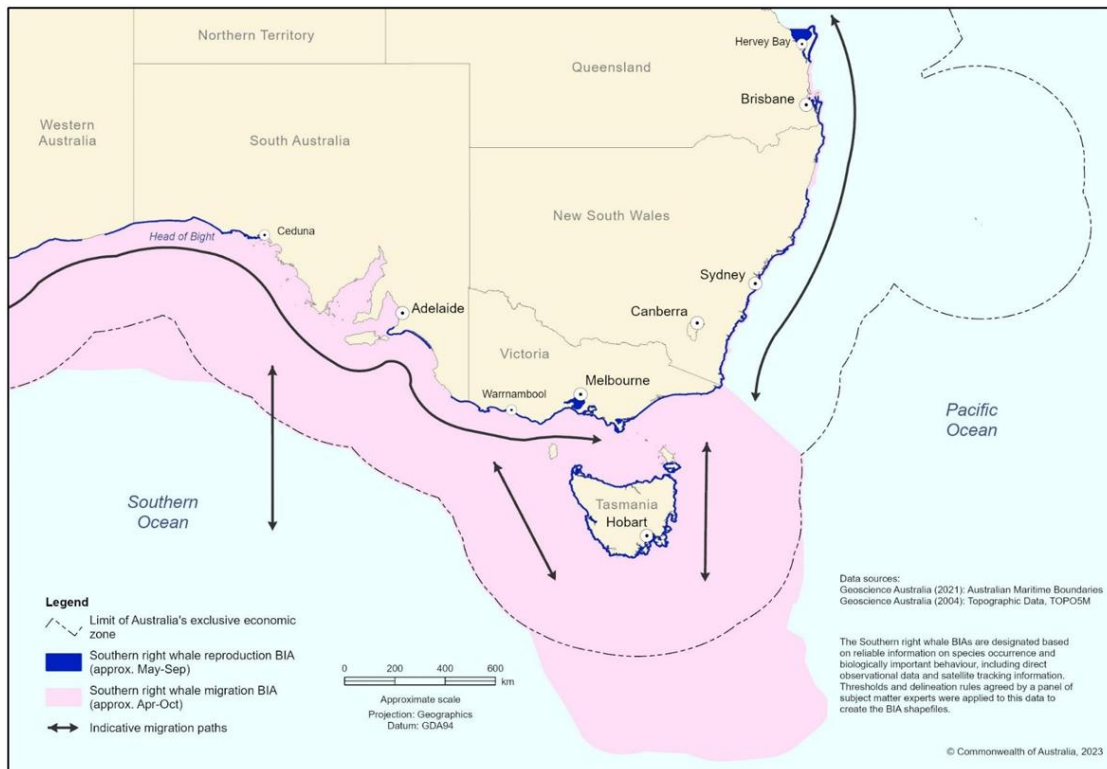 Northern Territory
Hervey Bay
Queensland
Brisbane
Western
Australia
South Australia
New South Wales
Head of Bight
Ceduna
Sydney
Adelaide
Canberra
Victoria
Melbourne
Warrnambool
Pacific
Ocean
Southern
Ocean
Tasmania
Hobart
Legend
Limit of Australia's exclusive economic
zone
Southern right whale reproduction BIA
(approx. May-Sep)
Southern right whale migration BIA
(approx. Apr-Oct)
Indicative migration paths
0 200 400 600
km
Approximate scale
Projection: Geographics
Datum: GDA94
Data sources:
Geoscience Australia (2021): Australian Maritime Boundaries
Geoscience Australia (2004): Topographic Data, TOPO5M
The Southern right whale BIAs are designated based
on reliable information on species occurrence and
biologically important behaviour, including direct
observational data and satellite tracking information.
Thresholds and delineation rules agreed by a panel of
subject matter experts were applied to this data to
create the BIA shapefiles.
© Commonwealth of Australia, 2023